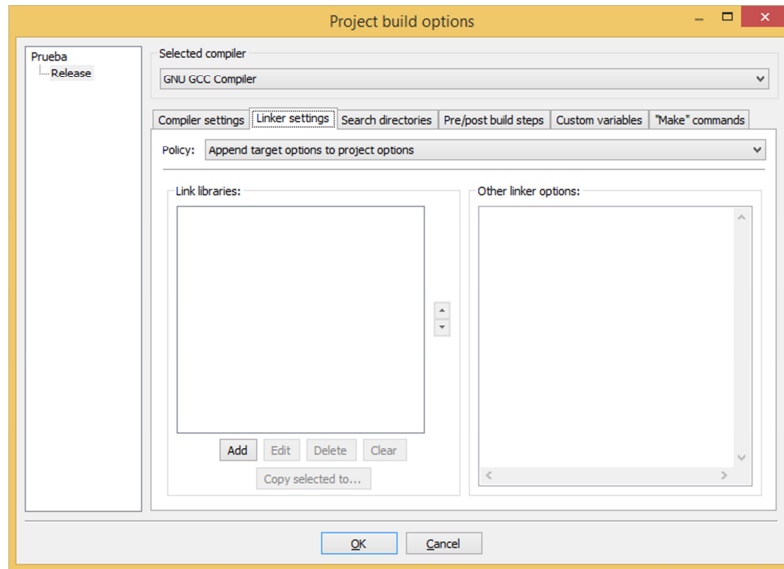 Project build options
Prueba
Release
Selected compiler
GNU GCC Compiler
Compiler settings Linker settings Search directories Pre/post build steps Custom variables "Make" commands
Policy: Append target options to project options
Link libraries:
Other linker options:
Add Edit Delete Clear
Copy selected to...
OK Cancel